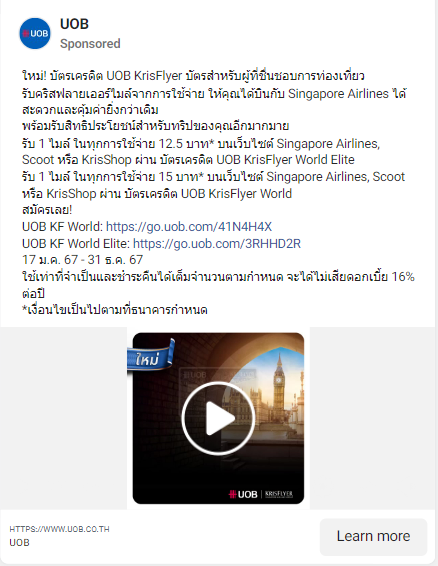 UOB
UOB
Sponsored
ใหม่! บัตรเครดิต UOB KrisFlyer บัตรสำหรับผู้ที่ชื่นชอบการท่องเที่ยว
รับคริสฟลายเออร์ไมล์จากการใช้จ่าย ให้คุณได้บินกับ Singapore Airlines ได้
สะดวกและคุ้มค่ายิ่งกว่าเดิม
พร้อมรับสิทธิประโยชน์สำหรับทริปของคุณอีกมากมาย
รับ 1 ไมล์ ในทุกการใช้จ่าย 12.5 บาท* บนเว็บไซต์ Singapore Airlines,
Scoot หรือ KrisShop ผ่าน บัตรเครดิต UOB KrisFlyer World Elite
รับ 1 ไมล์ ในทุกการใช้จ่าย 15 บาท* บนเว็บไซต์ Singapore Airlines, Scoot
หรือ KrisShop ผ่าน บัตรเครดิต UOB KrisFlyer World
สมัครเลย!
UOB KF World: https://go.uob.com/41N4H4X
UOB KF World Elite: https://go.uob.com/3RHHD2R
17 ม.ค. 67 - 31 ธ.ค. 67
ใช้เท่าที่จำเป็นและชำระคืนได้เต็มจำนวนตามกำหนด จะได้ไม่เสียดอกเบี้ย 16%
ต่อปี
*เงื่อนไขเป็นไปตามที่ธนาคารกำหนด
ใหม่
UOB
UOB KRISFLYER
HTTPS://WWW.UOB.CO.TH
UOB
Learn more